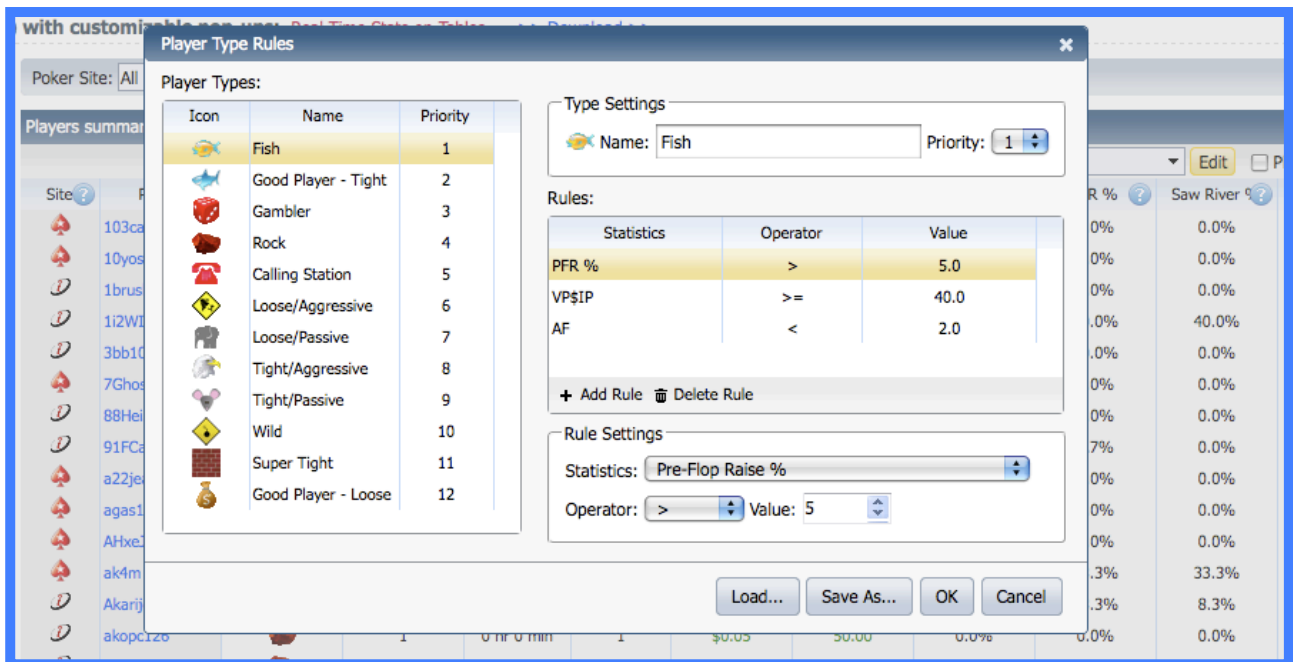 with customizable pop-ups: Real Time Stats on Tables >> Download >>
Player Type Rules
Poker Site: All
Player Types:
Players summar
Icon Name Priority
Fish 1
Good Player - Tight 2
Gambler 3
Rock 4
Calling Station 5
Loose/Aggressive 6
Loose/Passive 7
Tight/Aggressive 8
Tight/Passive 9
Wild 10
Super Tight 11
Good Player - Loose 12
Type Settings
Name: Fish Priority: 1
Rules:
Statistics Operator Value
PFR % > 5.0
VP$IP >= 40.0
AF < 2.0
Add Rule Delete Rule
Rule Settings
Statistics: Pre-Flop Raise %
Operator: > Value: 5
Load... Save As... OK Cancel
Edit P
Site R % Saw River %
103ca 0% 0.0%
10yos 0% 0.0%
1brus 0% 0.0%
1i2WI .0% 40.0%
3bb10 .0% 0.0%
7Ghos 0% 0.0%
88Hei 0% 0.0%
91FCa 7% 0.0%
a22jea 0% 0.0%
agas1 0% 0.0%
AHxeJ 0% 0.0%
ak4m .3% 33.3%
Akarij .3% 8.3%
akopc126 1 0 hr 0 min 1 $0.05 50.00 0.0% 0.0% 0.0%